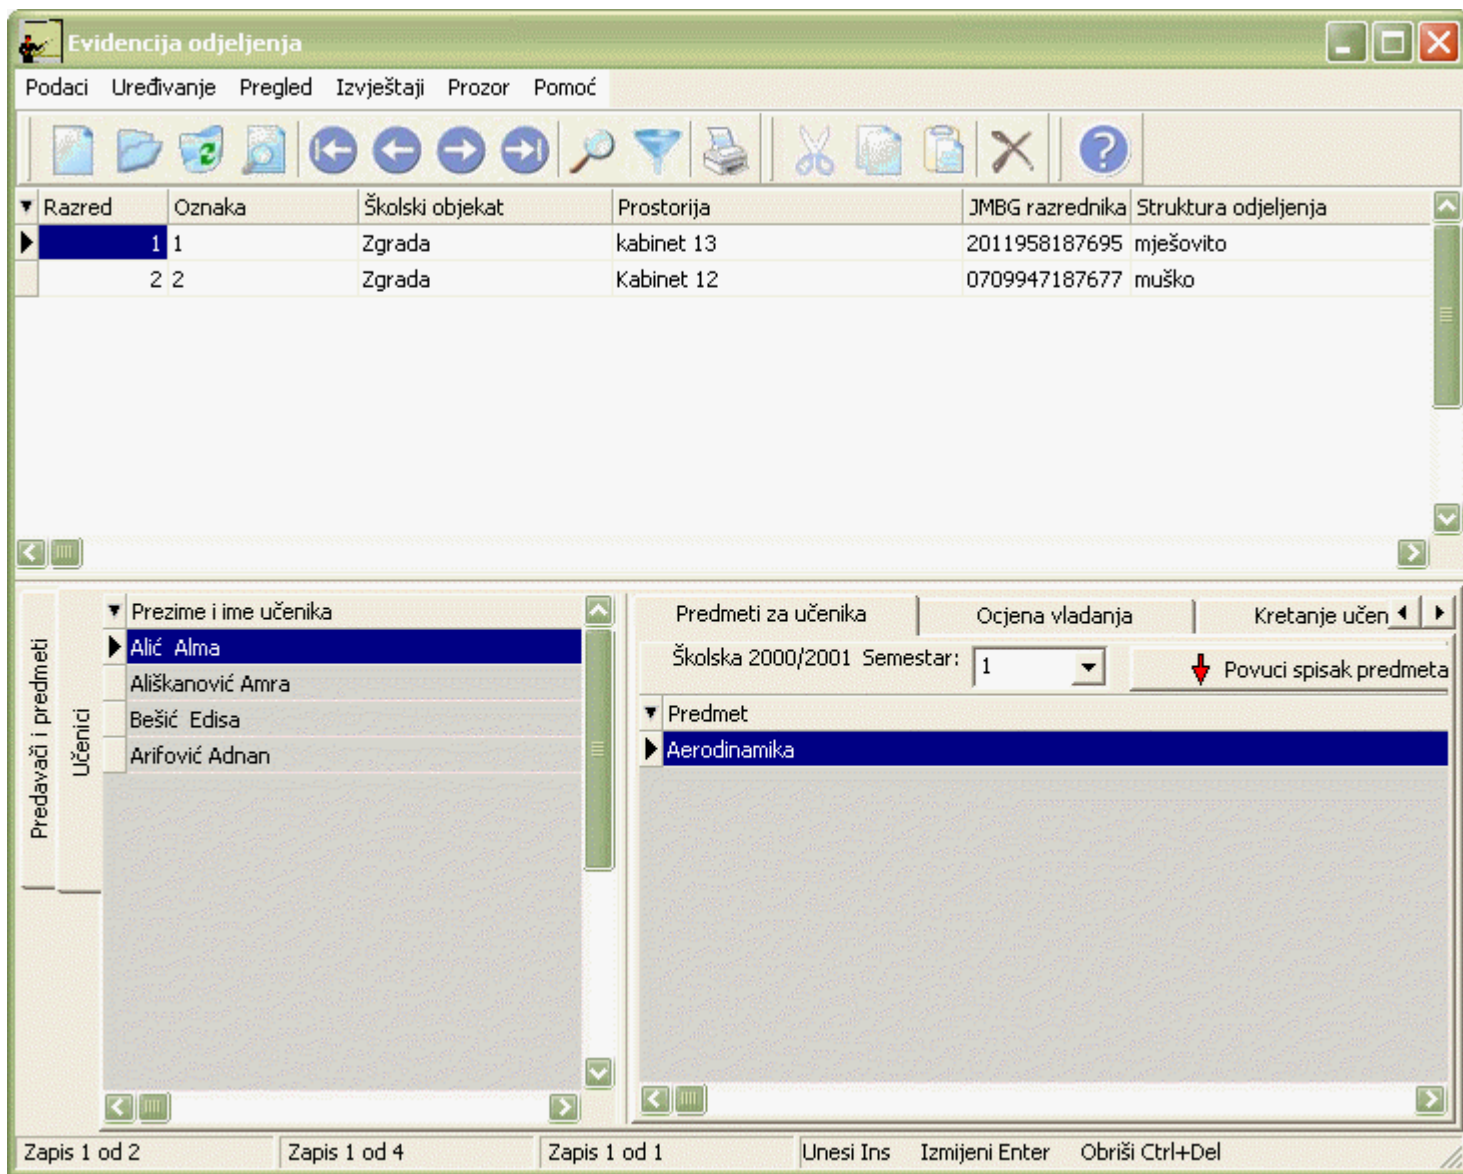 Evidencija odjeljenja
Podaci Uređivanje Pregled Izvještaji Prozor Pomoć
Razred Oznaka Školski objekat Prostorija JMBG razrednika Struktura odjeljenja
1 1 Zgrada kabinet 13 2011958187695 mješovito
2 2 Zgrada Kabinet 12 0709947187677 muško
Predavači i predmeti
Učenici
Prezime i ime učenika
Alić Alma
Ališkanović Amra
Bešić Edisa
Arifović Adnan
Predmeti za učenika Ocjena vladanja Kretanje učen
Školska 2000/2001 Semestar: 1 Povuci spisak predmeta
Predmet
Aerodinamika
Zapis 1 od 2 Zapis 1 od 4 Zapis 1 od 1 Unesi Ins Izmijeni Enter Obriši Ctrl+Del